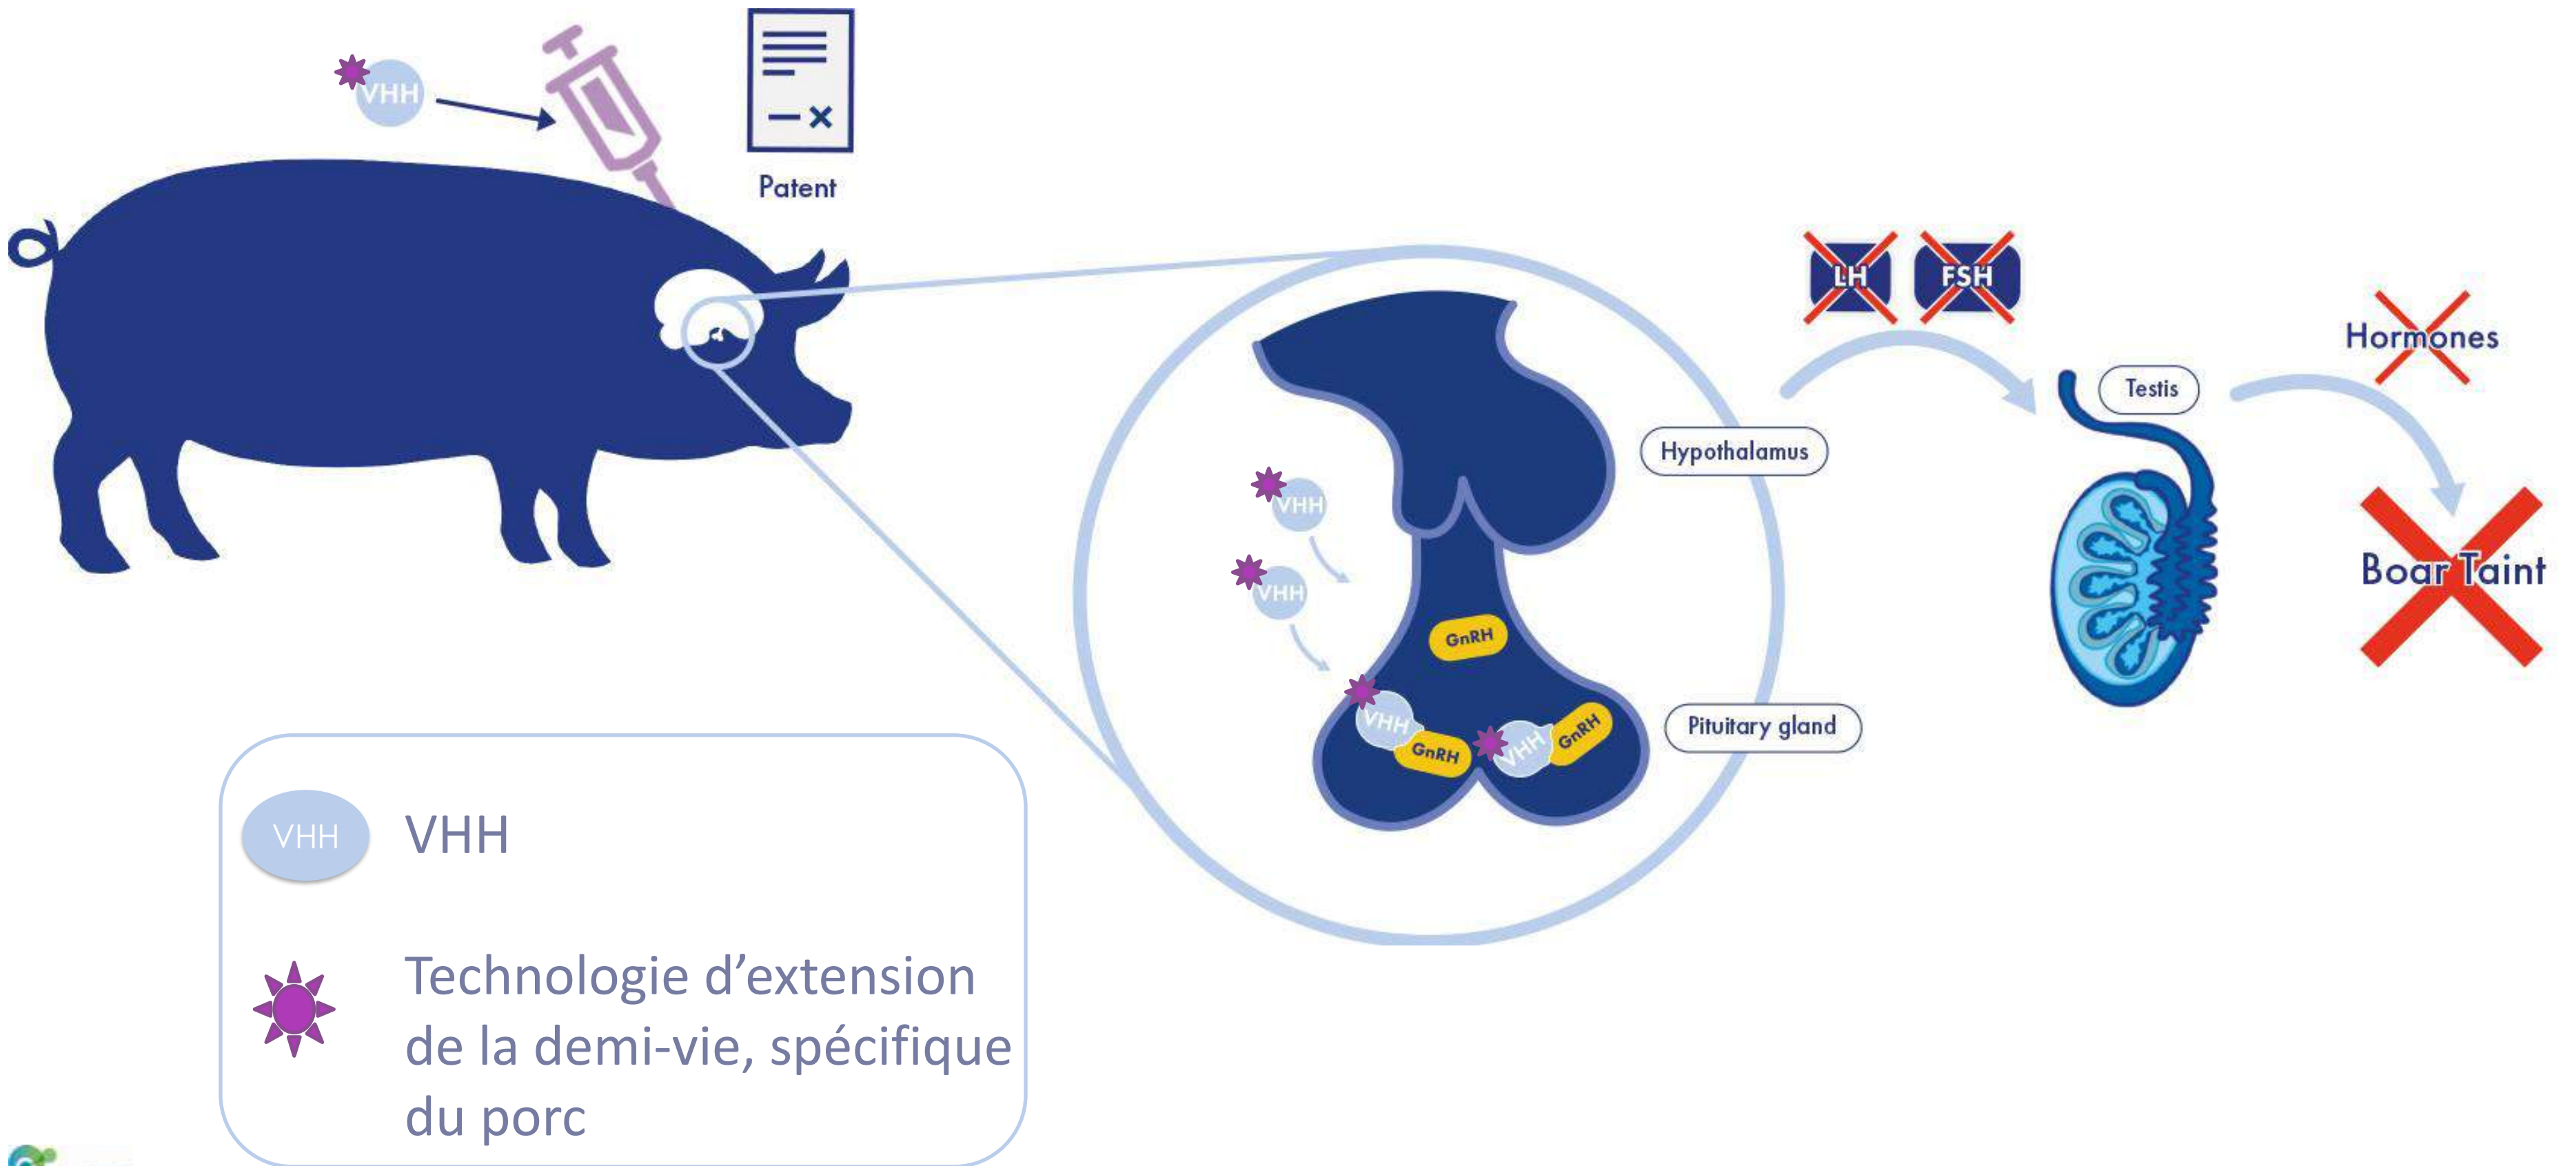 VHH
Patent
LH
FSH
Hormones
Testis
Hypothalamus
VHH
VHH
Boar Taint
GnRH
VHH
GnRH
VHH
GnRH
Pituitary gland
VHH VHH
Technologie d’extension
de la demi-vie, spécifique
du porc